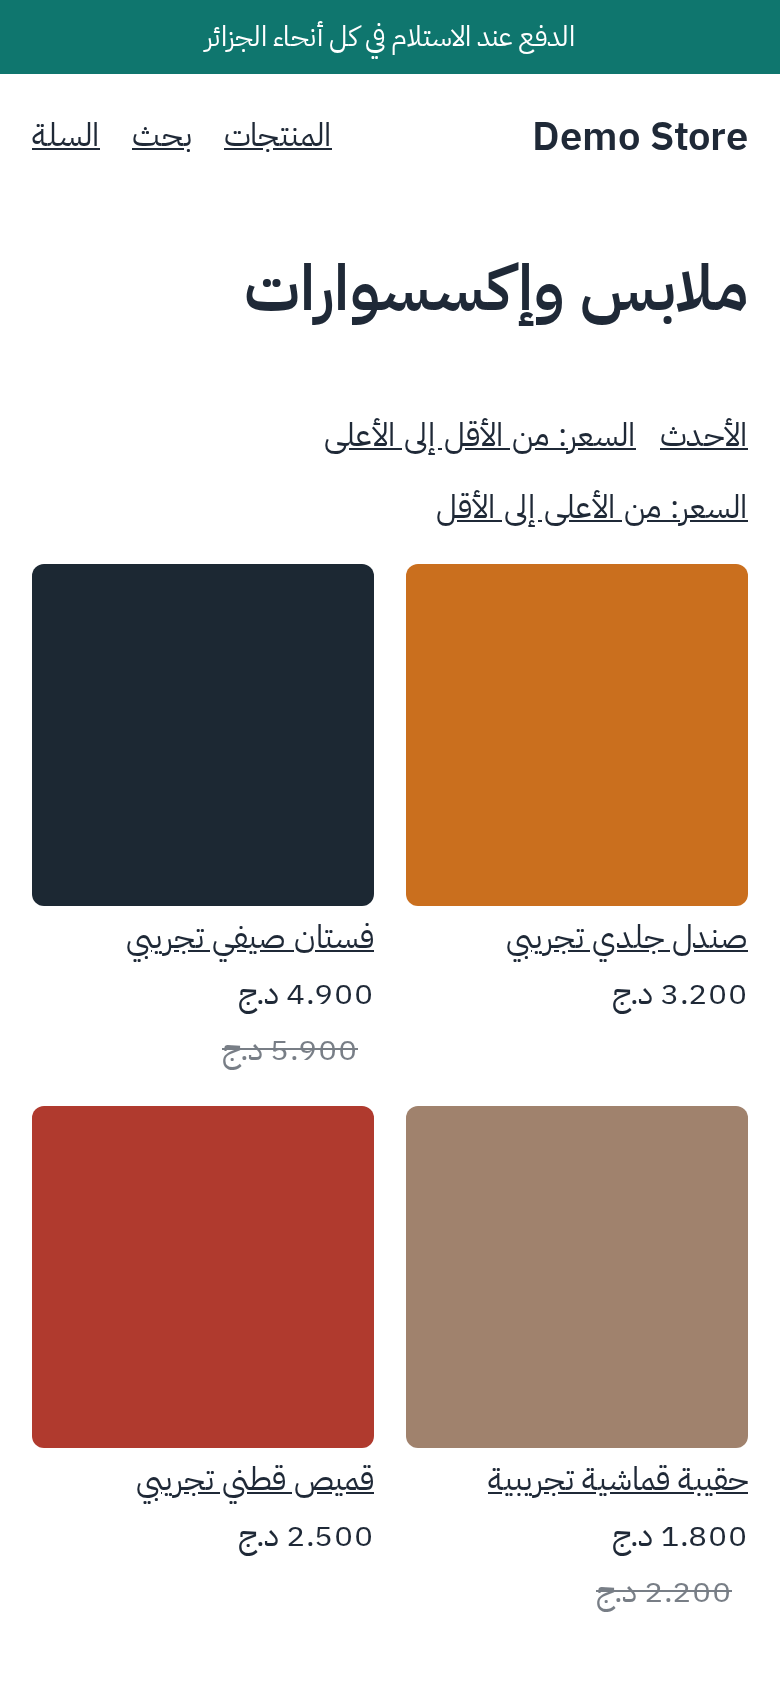 الدفع عند الاستلام في كل أنحاء الجزائر
Demo Store
المنتجات بحث السلة
ملابس وإكسسوارات
الأحدث السعر: من الأقل إلى الأعلى
السعر: من الأعلى إلى الأقل
صندل جلدي تجريبي
3.200 د.ج
فستان صيفي تجريبي
4.900 د.ج
5.900 د.ج
حقيبة قماشية تجريبية
1.800 د.ج
2.200 د.ج
قميص قطني تجريبي
2.500 د.ج